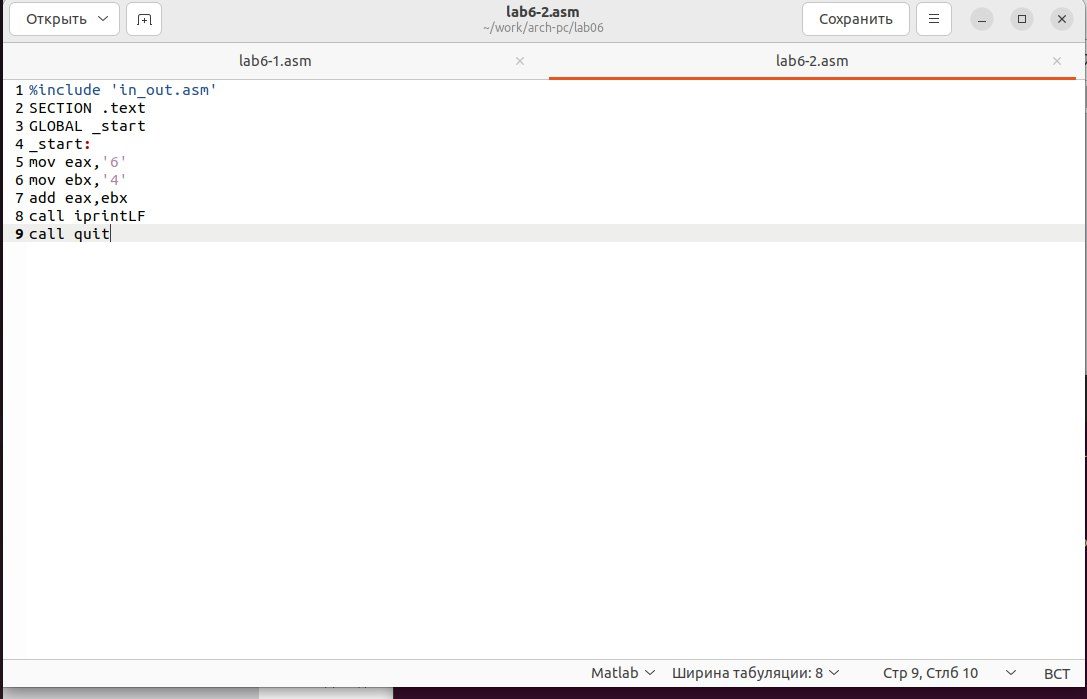 Открыть
lab6-2.asm
~/work/arch-pc/lab06
Сохранить
lab6-1.asm
lab6-2.asm
1 %include 'in_out.asm'
2 SECTION .text
3 GLOBAL _start
4 _start:
5 mov eax,'6'
6 mov ebx,'4'
7 add eax,ebx
8 call iprintLF
9 call quit
Matlab Ширина табуляции: 8 Стр 9, Стлб 10 ВСТ